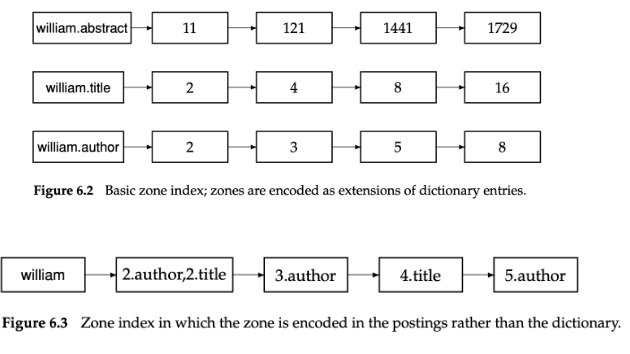 william.abstract 11 121 1441 1729
william.title 2 4 8 16
william.author 2 3 5 8
Figure 6.2 Basic zone index; zones are encoded as extensions of dictionary entries.
william 2.author,2.title 3.author 4.title 5.author
Figure 6.3 Zone index in which the zone is encoded in the postings rather than the dictionary.